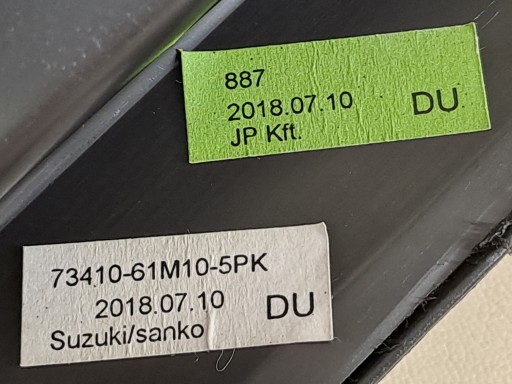 887
2018.07.10 DU
JP Kft.
73410-61M10-5PK
2018.07.10 DU
Suzuki/sanko